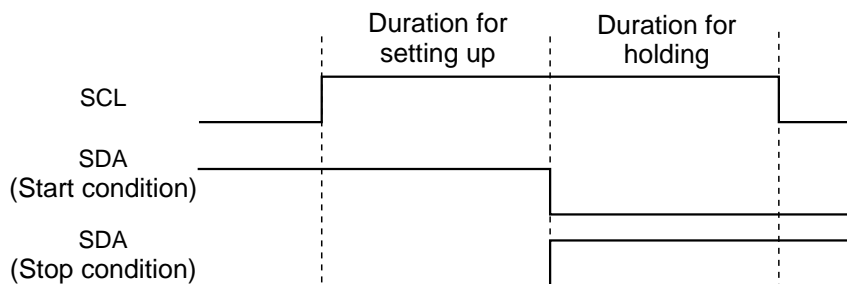 Duration for
setting up
Duration for
holding
SCL
SDA
(Start condition)
SDA
(Stop condition)